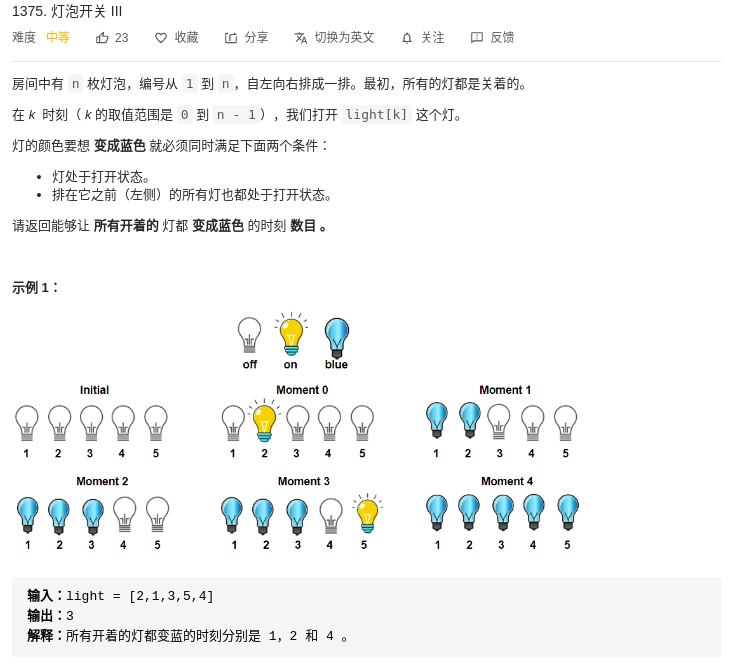 1375. 灯泡开关 III
难度 中等 23 收藏 分享 切换为英文 关注 反馈
房间中有 n 枚灯泡，编号从 1 到 n，自左向右排成一排。最初，所有的灯都是关着的。
在 k 时刻（ k 的取值范围是 0 到 n - 1 ），我们打开 light[k] 这个灯。
灯的颜色要想 变成蓝色 就必须同时满足下面两个条件：
灯处于打开状态。
排在它之前（左侧）的所有灯也都处于打开状态。
请返回能够让 所有开着的 灯都 变成蓝色 的时刻 数目 。
示例 1：
off on blue
Initial Moment 0 Moment 1
1 2 3 4 5 1 2 3 4 5 1 2 3 4 5
Moment 2 Moment 3 Moment 4
1 2 3 4 5 1 2 3 4 5 1 2 3 4 5
输入：light = [2,1,3,5,4]
输出：3
解释：所有开着的灯都变蓝的时刻分别是 1，2 和 4 。